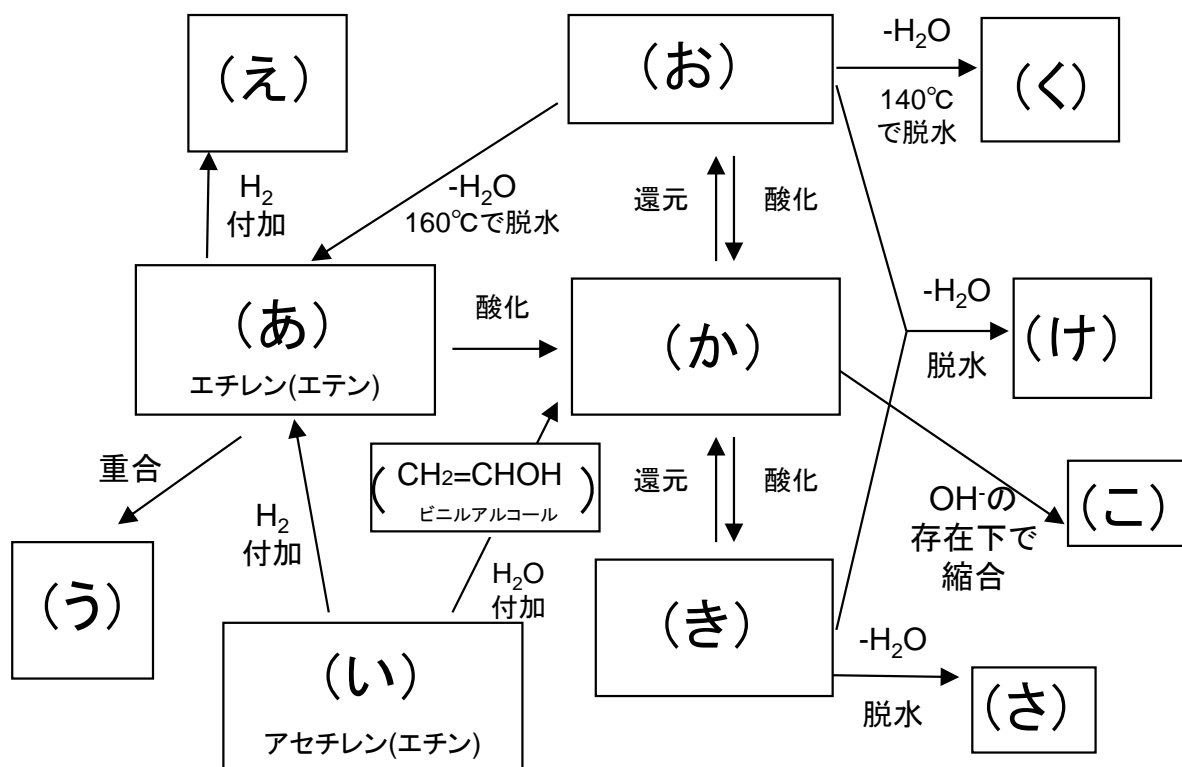 (え)
H₂
付加
(お)
-H₂O
140℃
で脱水
(く)
-H₂O
160℃で脱水
還元
酸化
(あ)
エチレン(エテン)
酸化
(か)
-H₂O
脱水
(け)
重合
H₂
付加
(CH₂=CHOH)
ビニルアルコール
還元
酸化
OH⁻の
存在下で
縮合
(こ)
(う)
H₂O
付加
(い)
アセチレン(エチン)
(き)
-H₂O
脱水
(さ)